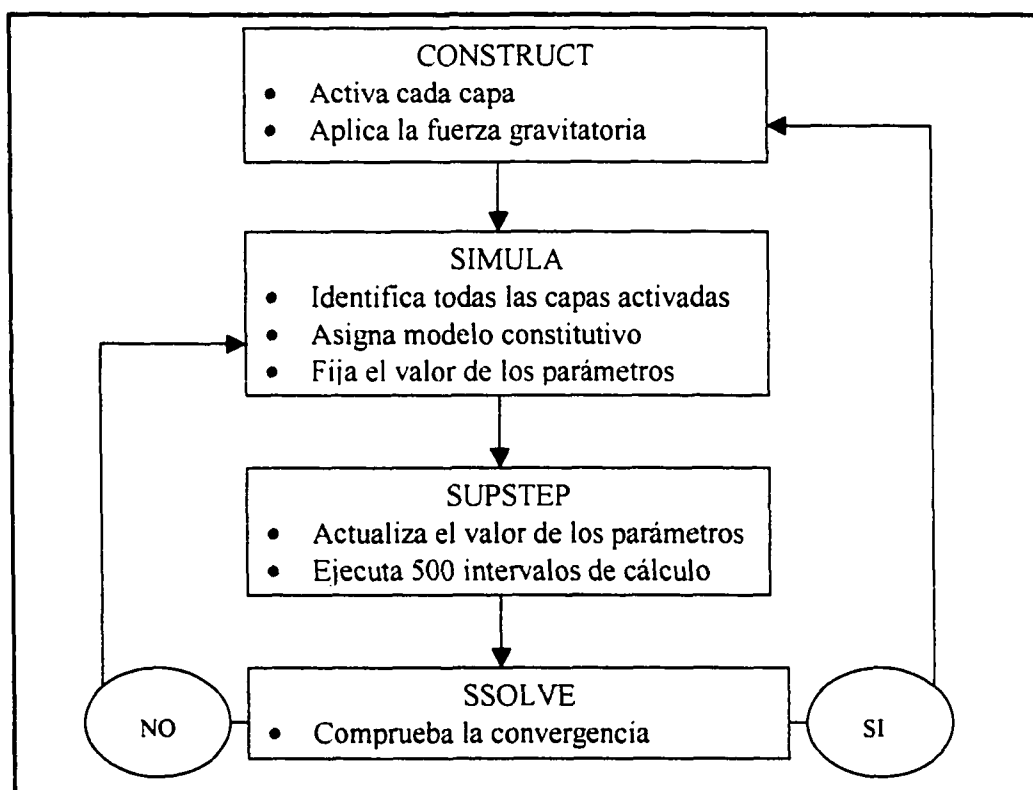 CONSTRUCT
• Activa cada capa
• Aplica la fuerza gravitatoria
SIMULA
• Identifica todas las capas activadas
• Asigna modelo constitutivo
• Fija el valor de los parámetros
SUPSTEP
• Actualiza el valor de los parámetros
• Ejecuta 500 intervalos de cálculo
SSOLVE
• Comprueba la convergencia
NO
SI